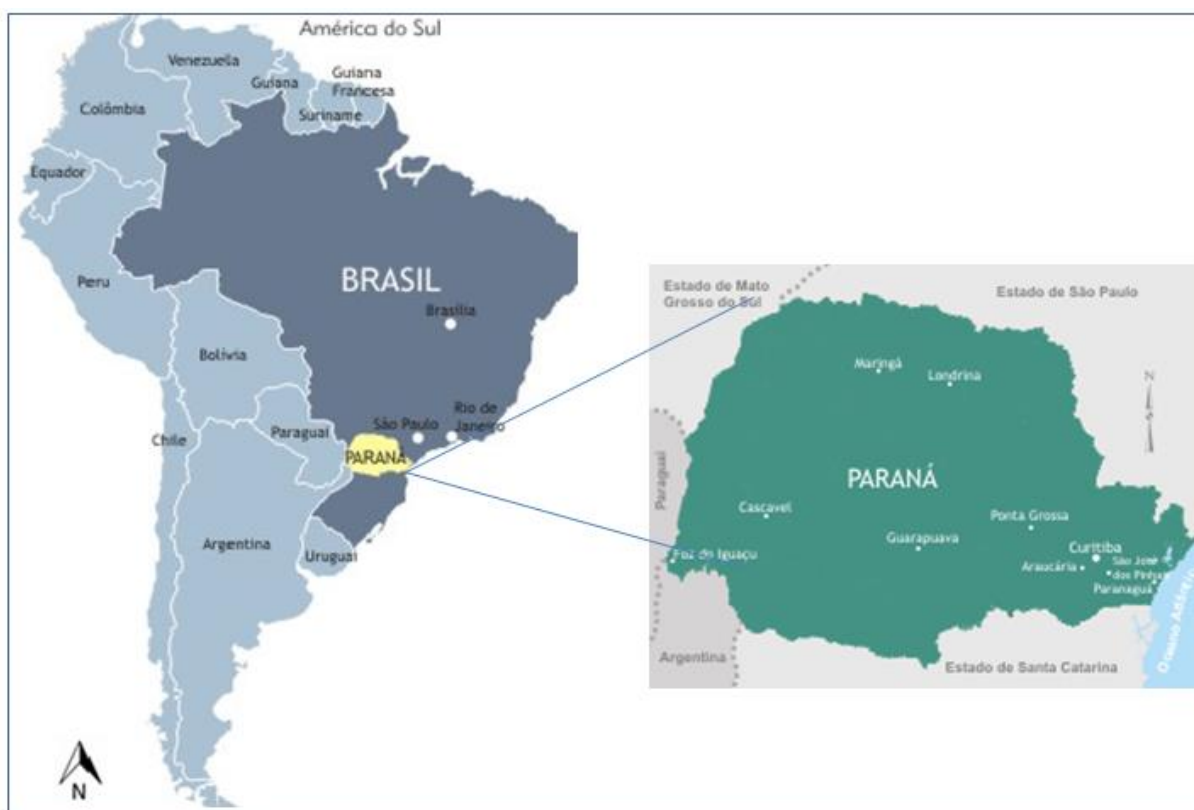 América do Sul
Venezuela
Guiana
Guiana
Francesa
Suriname
Colômbia
Equador
Peru
BRASIL
Brasília
Bolívia
Rio de
Janeiro
São Paulo
Paraguai
Chile
PARANÁ
Argentina
Uruguai
N
Estado de Mato
Grosso do Sul
Estado de São Paulo
Maringá
Londrina
N
S
Paraguai
PARANÁ
Cascavel
Ponta Grossa
Guarapuava
Foz do Iguaçu
Curitiba
Araucária
São José
dos Pinhais
Paranaguá
Oceano Atlântico
Argentina
Estado de Santa Catarina